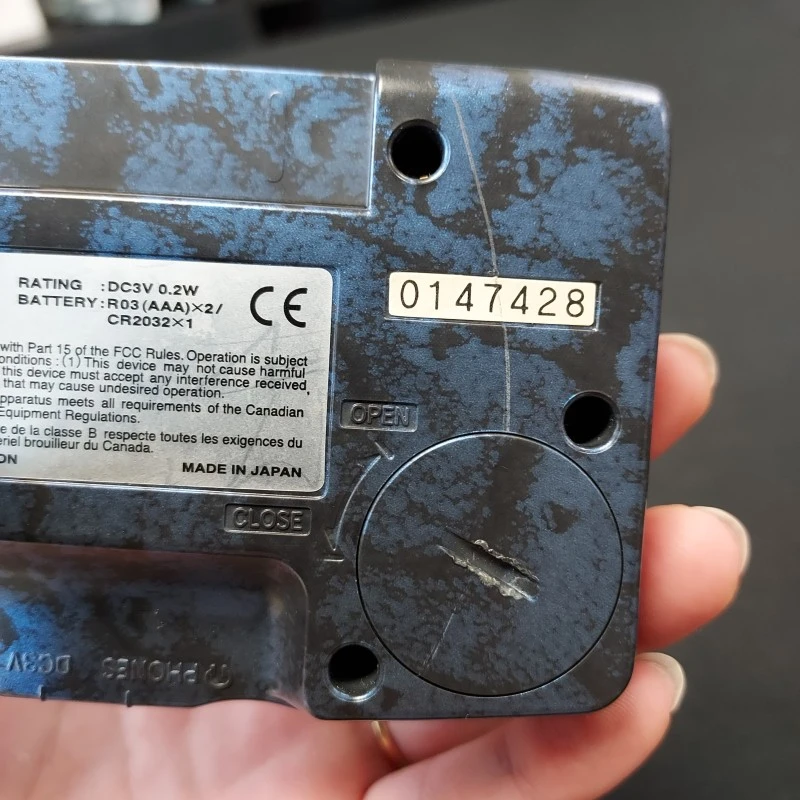 RATING :DC3V 0.2W
BATTERY:R03(AAA)×2/
CR2032×1
CE
0147428
with Part 15 of the FCC Rules. Operation is subject
onditions : (1) This device may not cause harmful
this device must accept any interference received,
that may cause undesired operation.
pparatus meets all requirements of the Canadian
Equipment Regulations.
e de la classe B respecte toutes les exigences du
ériel brouilleur du Canada.
ON
MADE IN JAPAN
OPEN
CLOSE
DC3V
PHONES